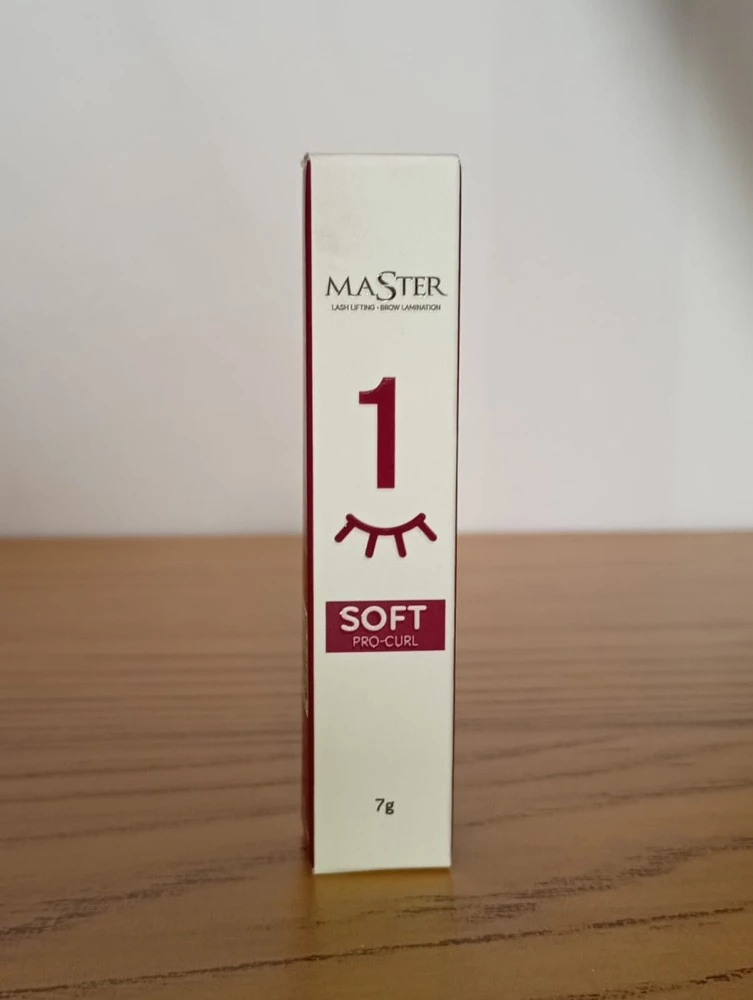 MASTER
LASH LIFTING - BROW LAMINATION
1
SOFT
PRO-CURL
7g